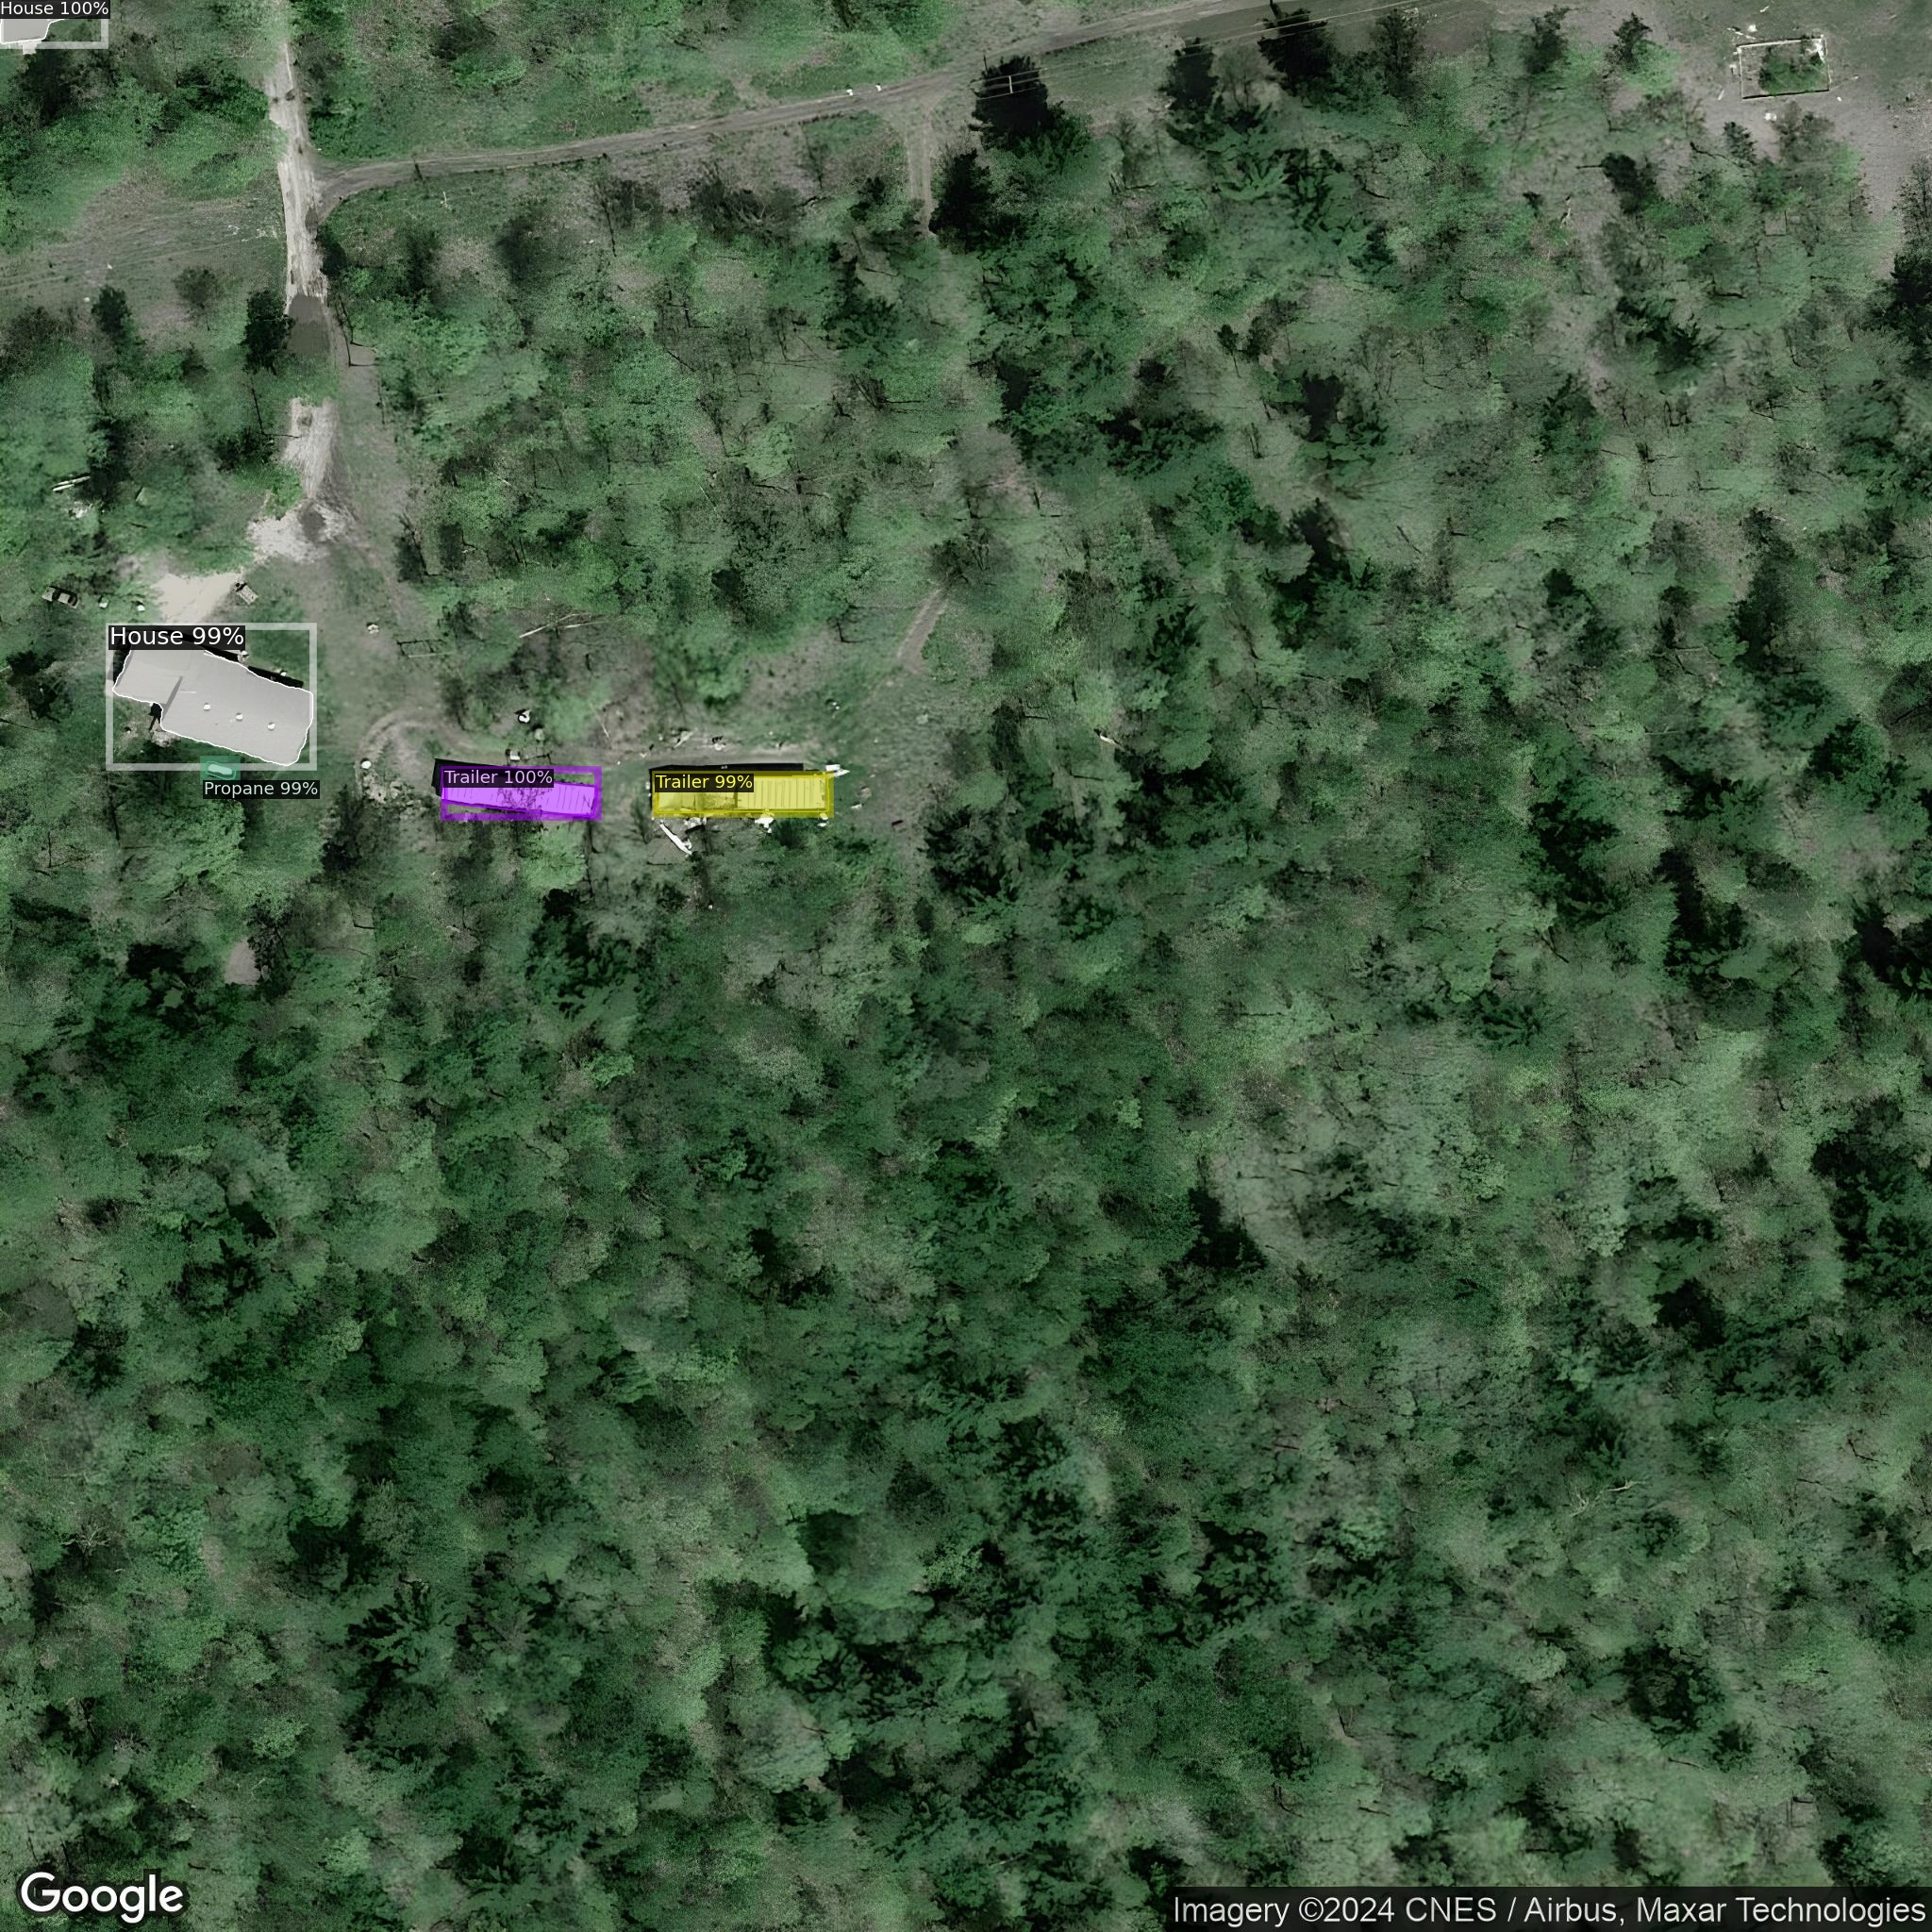 House 100%
House 99%
Propane 99%
Trailer 100%
Trailer 99%
Google
Imagery ©2024 CNES / Airbus, Maxar Technologies